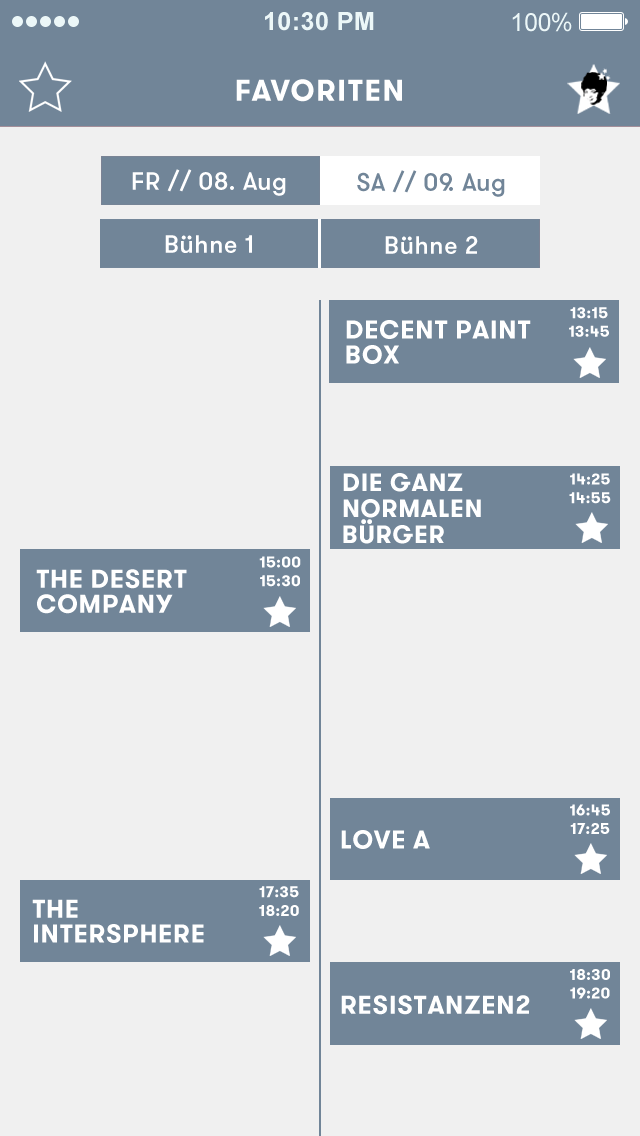 10:30 PM 100%
FAVORITEN
FR // 08. Aug SA // 09. Aug
Bühne 1 Bühne 2
DECENT PAINT
BOX
13:15
13:45
DIE GANZ
NORMALEN
BÜRGER
14:25
14:55
THE DESERT
COMPANY
15:00
15:30
LOVE A
16:45
17:25
THE
INTERSPHERE
17:35
18:20
RESISTANZEN2
18:30
19:20